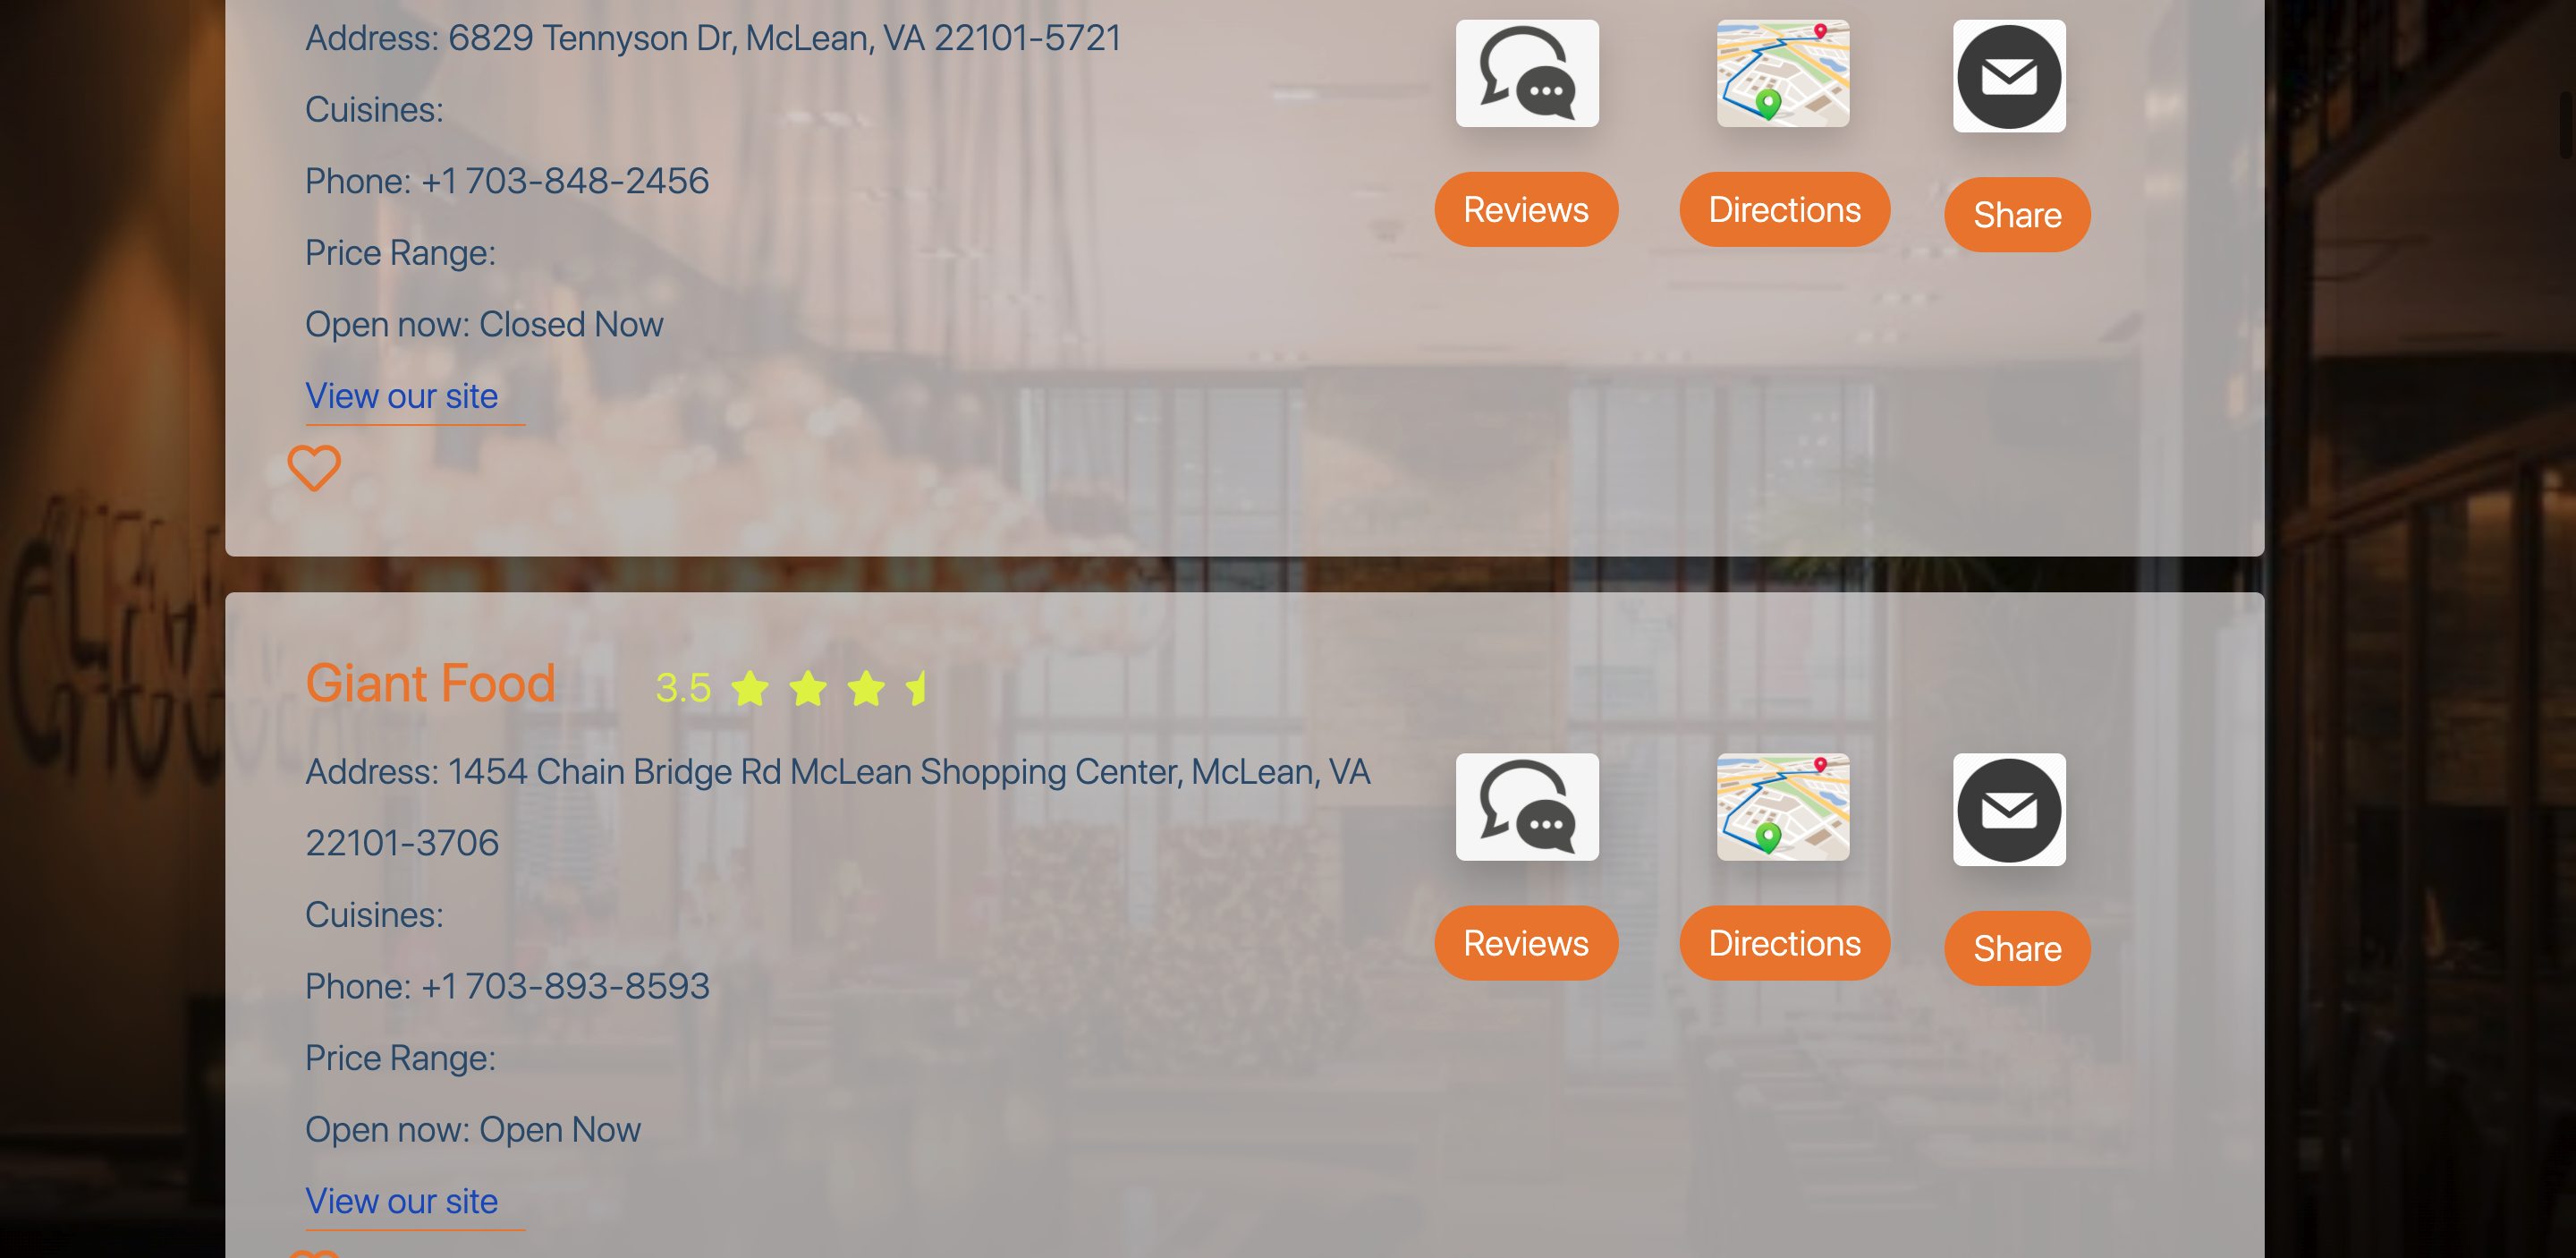 Address: 6829 Tennyson Dr, McLean, VA 22101-5721
Cuisines:
Phone: +1 703-848-2456
Price Range:
Open now: Closed Now
View our site
Reviews
Directions
Share
Giant Food
3.5
Address: 1454 Chain Bridge Rd McLean Shopping Center, McLean, VA
22101-3706
Cuisines:
Phone: +1 703-893-8593
Price Range:
Open now: Open Now
View our site
Reviews
Directions
Share